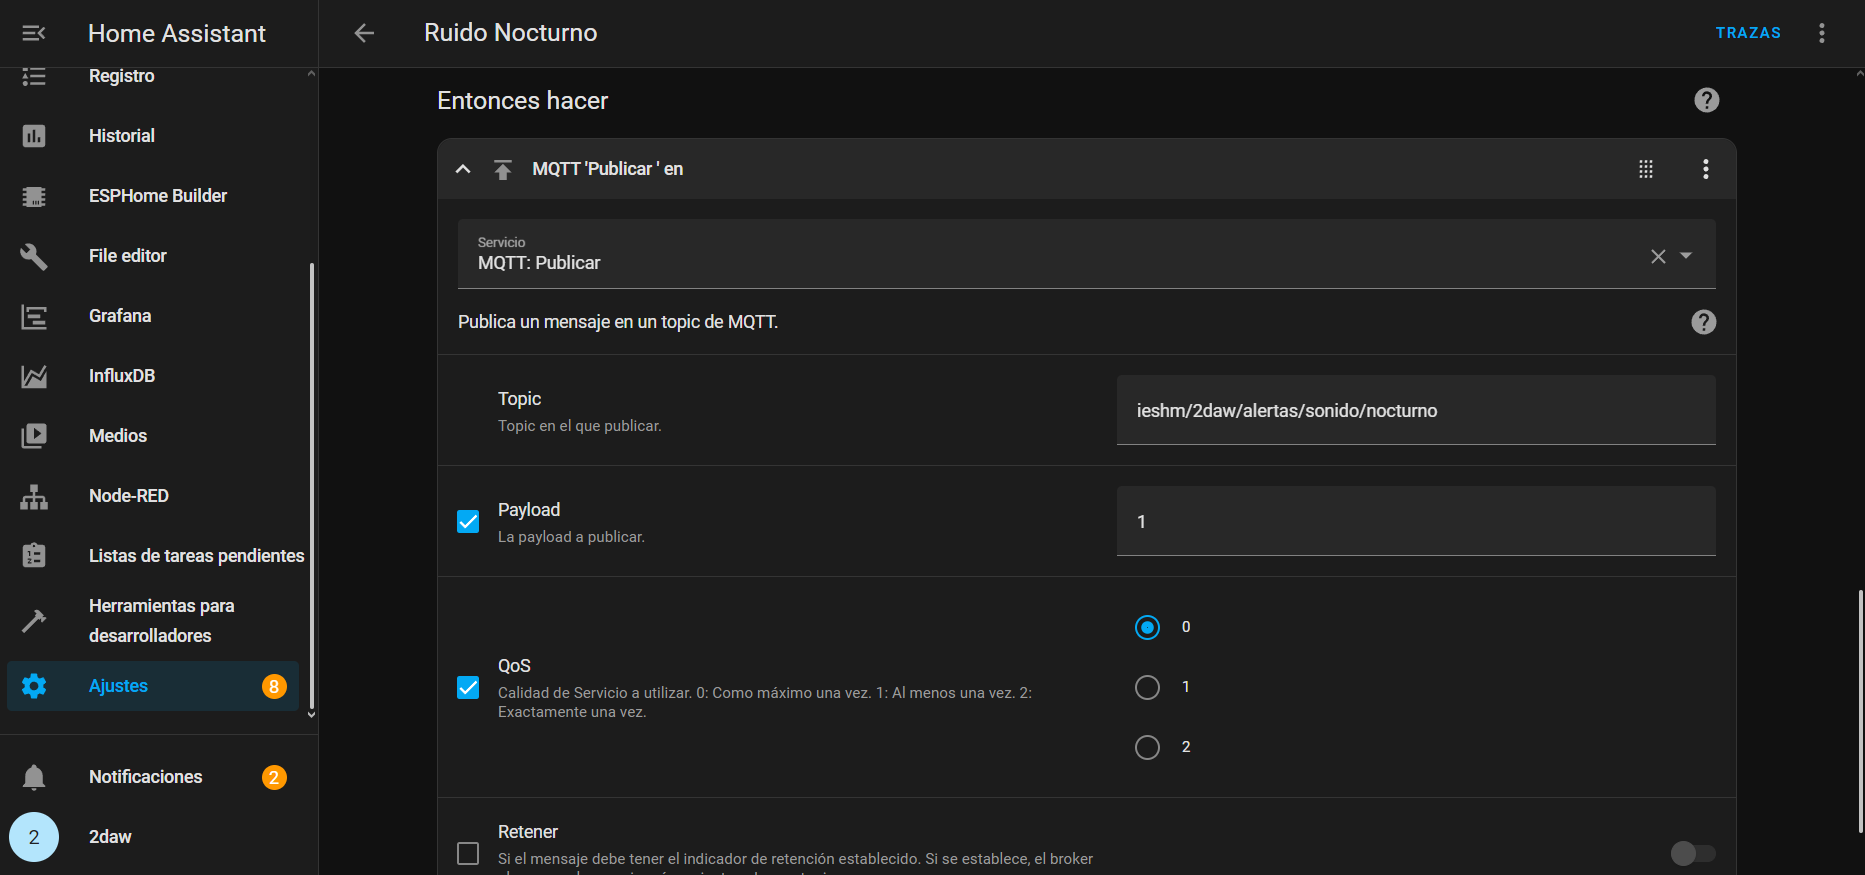 Home Assistant
Ruido Nocturno
TRAZAS
Registro
Historial
ESPHome Builder
File editor
Grafana
InfluxDB
Medios
Node-RED
Listas de tareas pendientes
Herramientas para
desarrolladores
Ajustes
8
Notificaciones
2
2
2daw
Entonces hacer
MQTT 'Publicar ' en
Servicio
MQTT: Publicar
Publica un mensaje en un topic de MQTT.
Topic
Topic en el que publicar.
ieshm/2daw/alertas/sonido/nocturno
Payload
La payload a publicar.
1
QoS
Calidad de Servicio a utilizar. 0: Como máximo una vez. 1: Al menos una vez. 2:
Exactamente una vez.
0
1
2
Retener
Si el mensaje debe tener el indicador de retención establecido. Si se establece, el broker